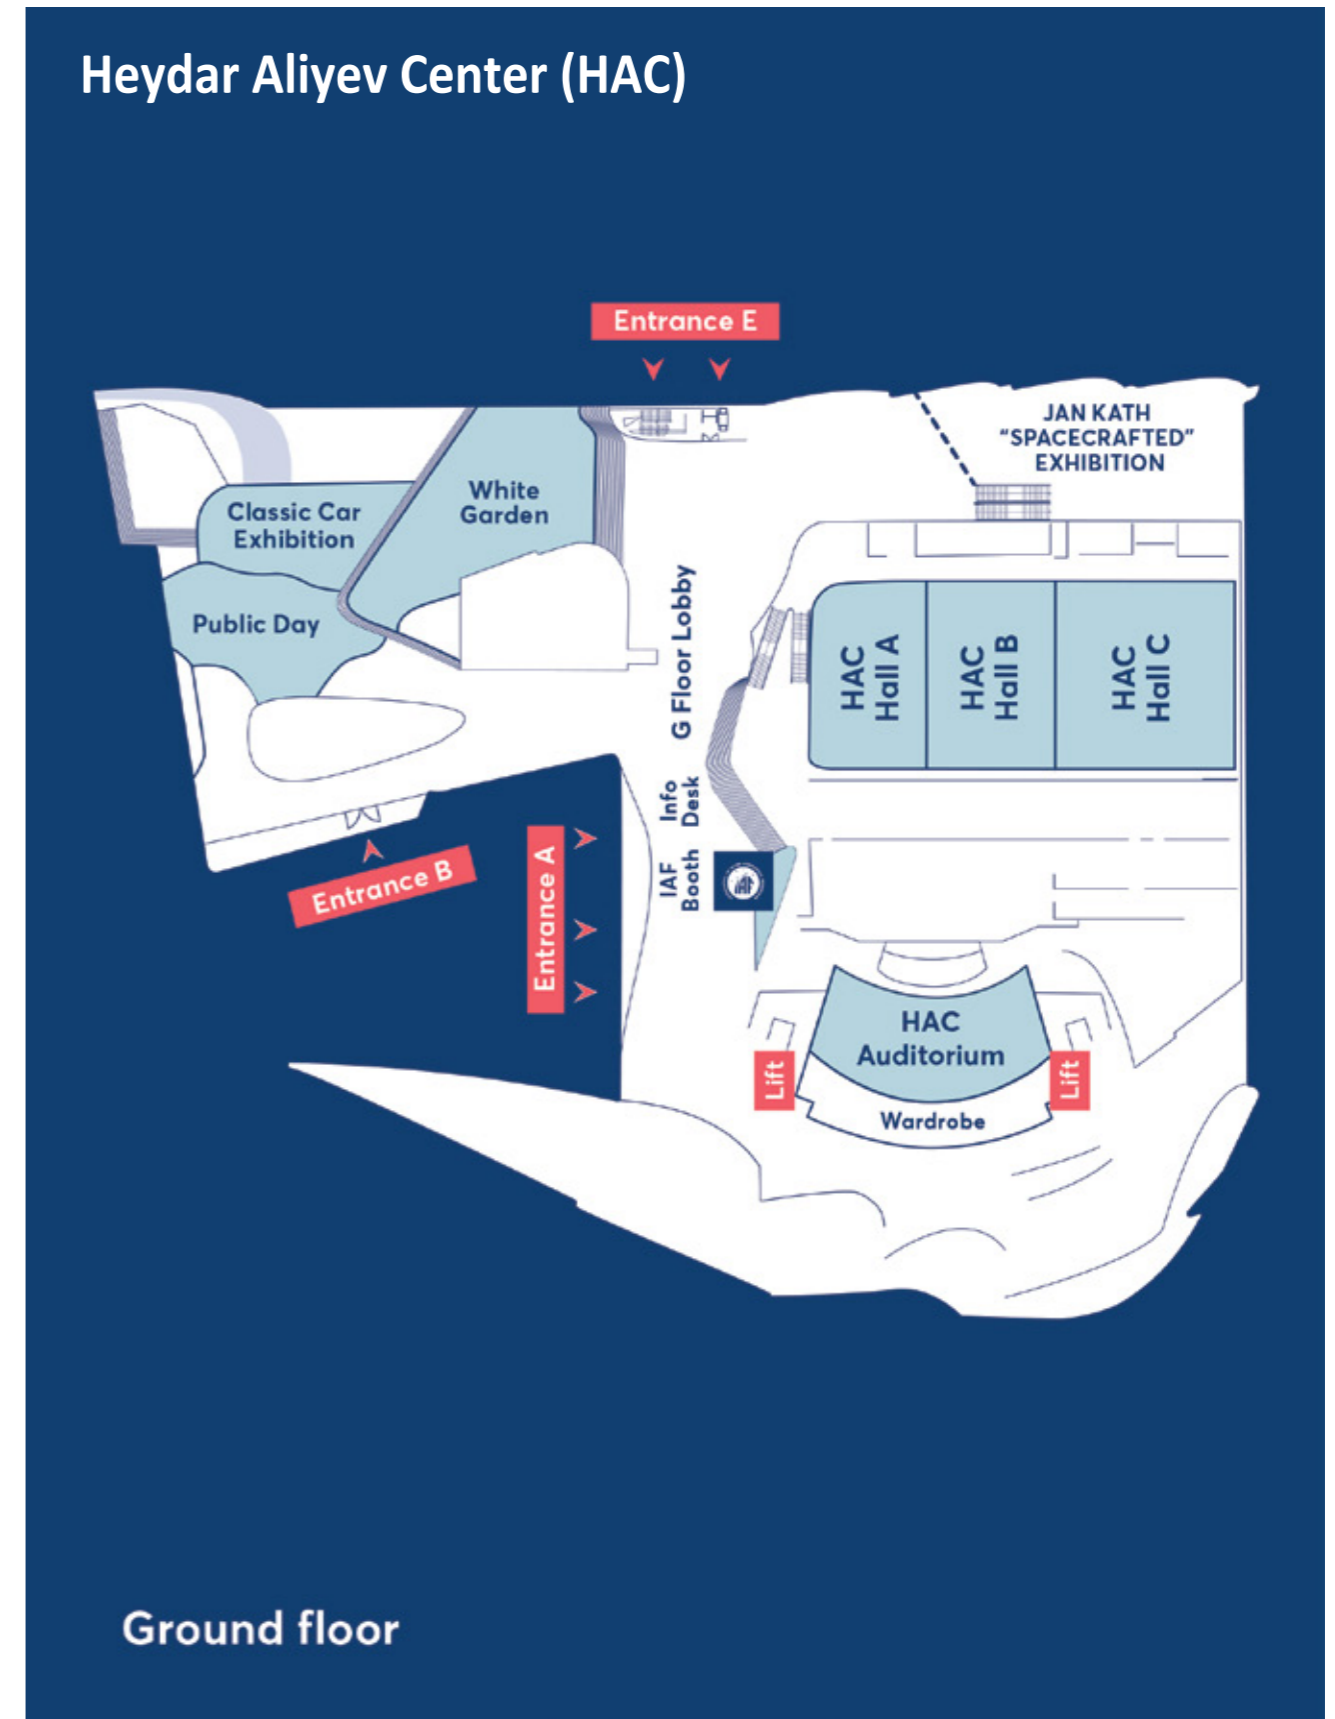 Heydar Aliyev Center (HAC)
Entrance E
JAN KATH
“SPACECRAFTED”
EXHIBITION
White
Garden
Classic Car
Exhibition
Public Day
G Floor Lobby
HAC
Hall A
HAC
Hall B
HAC
Hall C
Info
Desk
IAF
Booth
IAF
Entrance A
Entrance B
HAC
Auditorium
Lift
Lift
Wardrobe
Ground floor